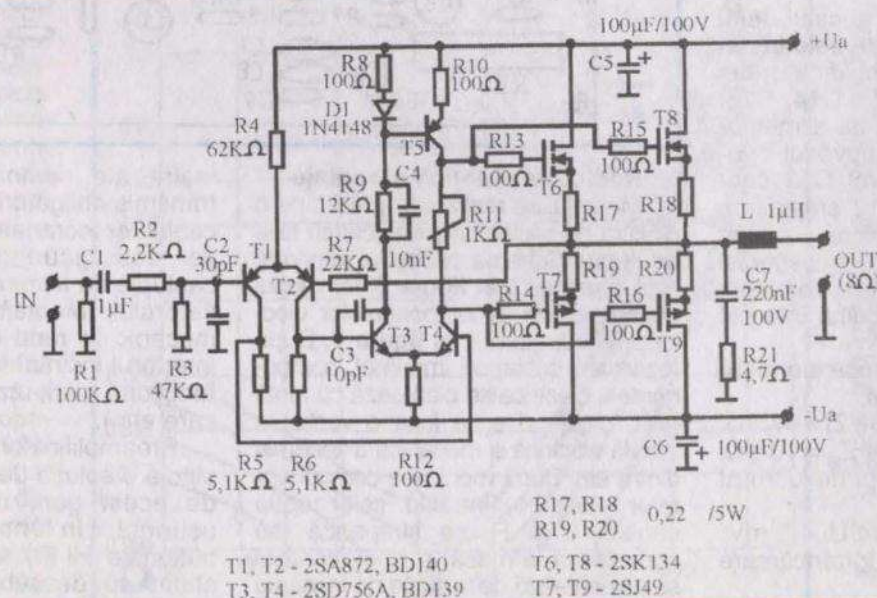 100µF/100V
+Ua
R8
100Ω
R10
100Ω
C5
+
D1
1N4148
T8
R4
62KΩ
T5
R13
100Ω
R15
100Ω
C4
T6
R9
12KΩ
R17
R18
R11
1KΩ
L 1µH
R2
2,2KΩ
C2
30pF
T1
R7
22KΩ
10nF
C1
T2
T7
R19
R20
OUT
(8Ω)
IN
1µF
R14
100Ω
R16
100Ω
C7
220nF
100V
T3
T4
T9
C3
10pF
R1
100KΩ
R3
47KΩ
R21
4,7Ω
-Ua
C6
+
100µF/100V
R5
5,1KΩ
R6
5,1KΩ
R12
100Ω
R17, R18
R19, R20
0,22 /5W
T1, T2 - 2SA872, BD140
T3, T4 - 2SD756A, BD139
T6, T8 - 2SK134
T7, T9 - 2SJ49